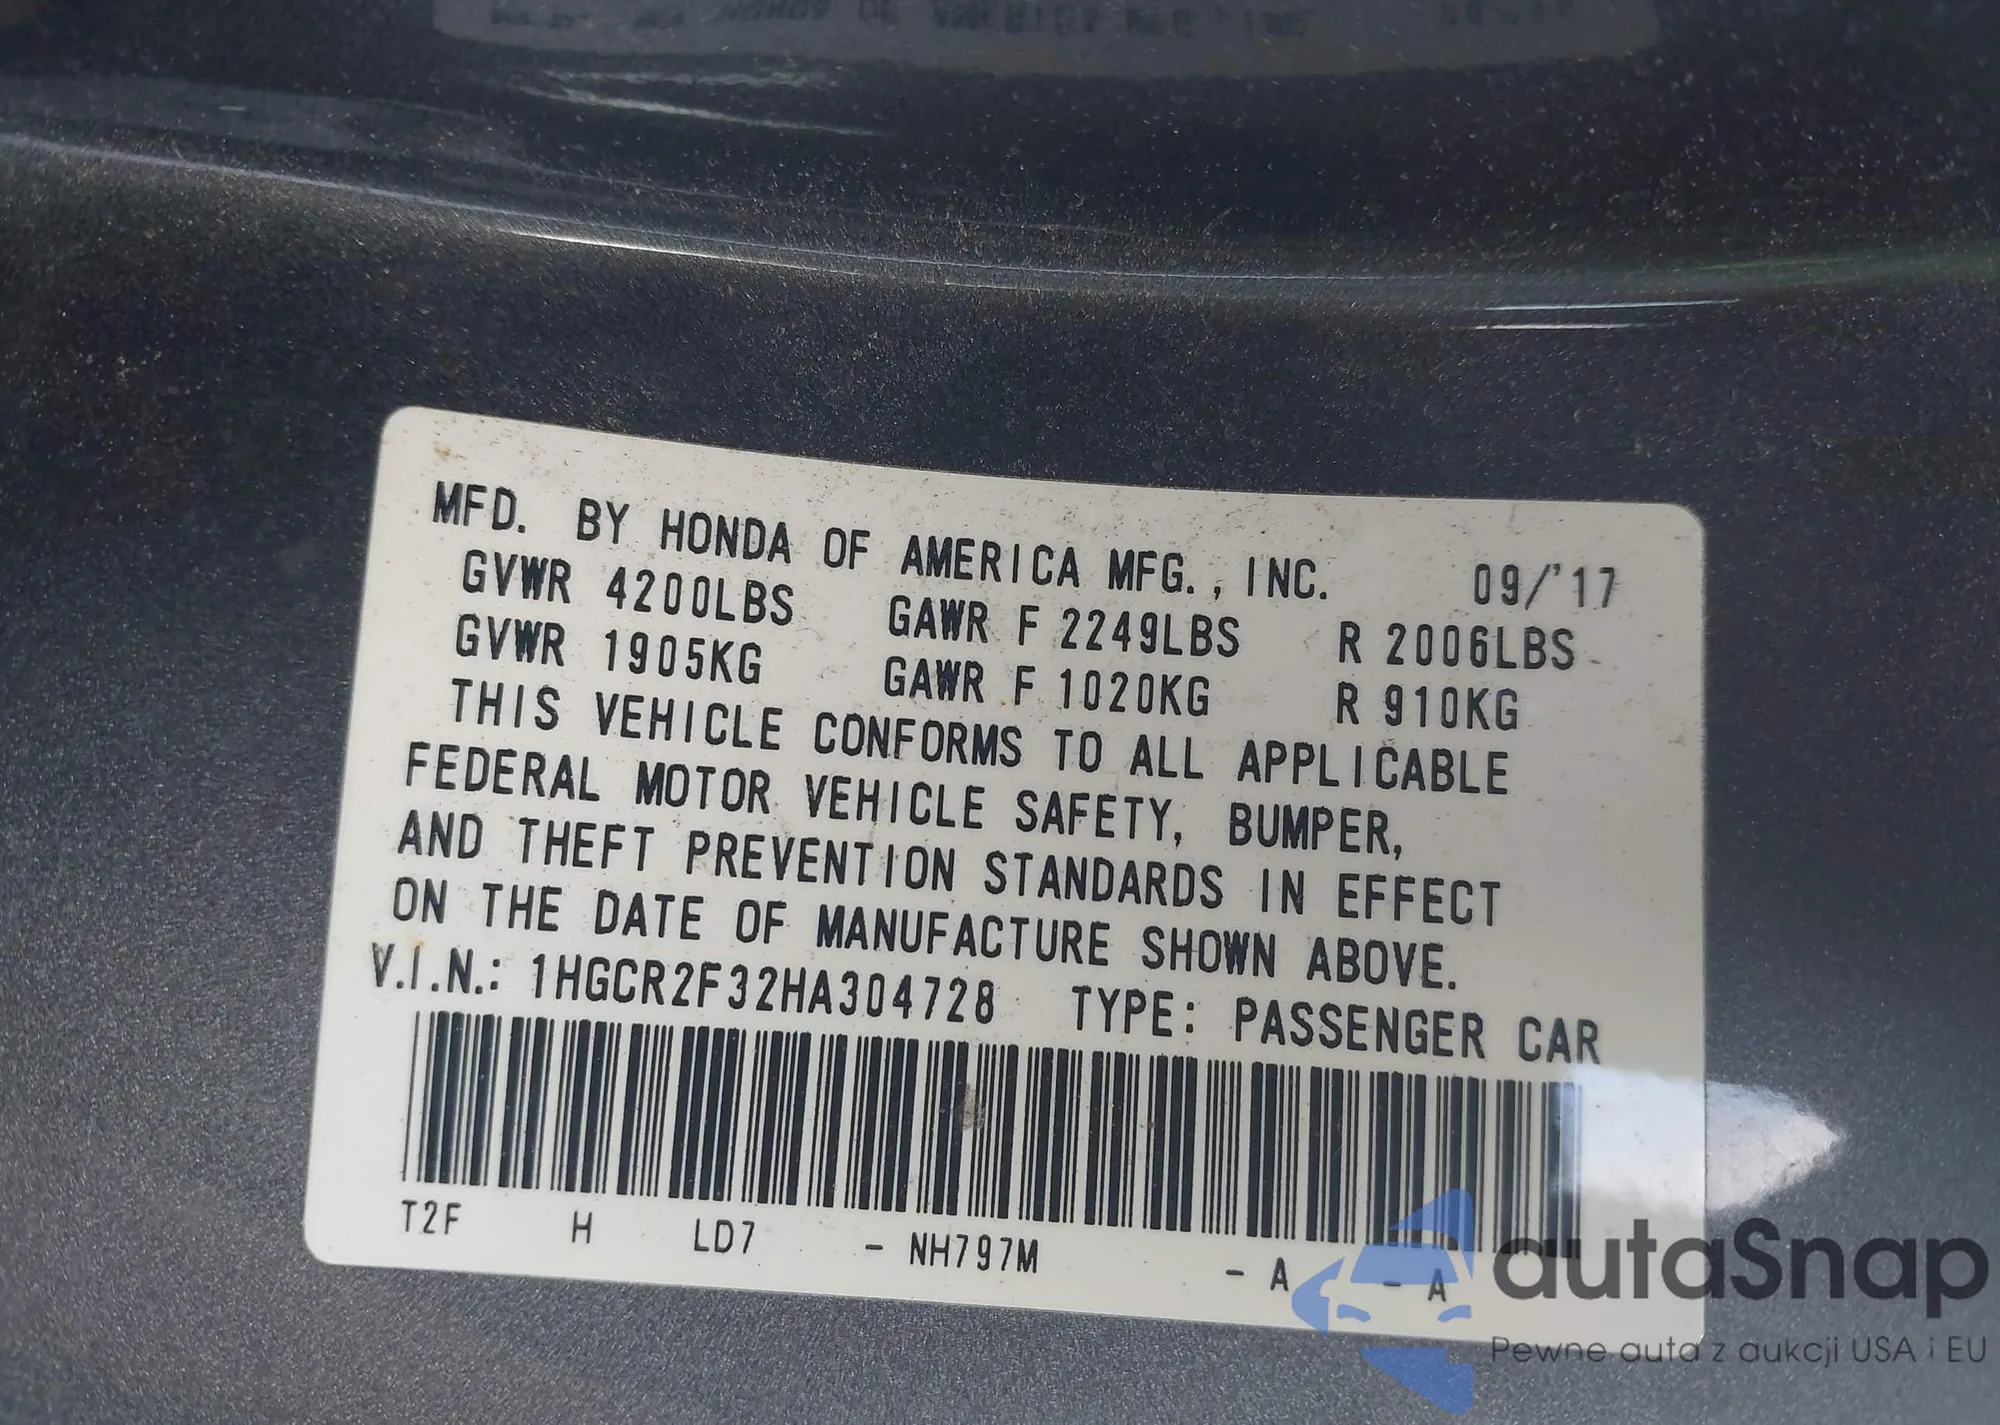 MFD. BY HONDA OF AMERICA MFG., INC. 09/'17
GVWR 4200LBS GAWR F 2249LBS R 2006LBS
GVWR 1905KG GAWR F 1020KG R 910KG
THIS VEHICLE CONFORMS TO ALL APPLICABLE
FEDERAL MOTOR VEHICLE SAFETY, BUMPER,
AND THEFT PREVENTION STANDARDS IN EFFECT
ON THE DATE OF MANUFACTURE SHOWN ABOVE.
V.I.N.: 1HGCR2F32HA304728 TYPE: PASSENGER CAR
T2F H LD7 - NH797M - A - A
autaSnap
Pewne auta z aukcji USA i EU